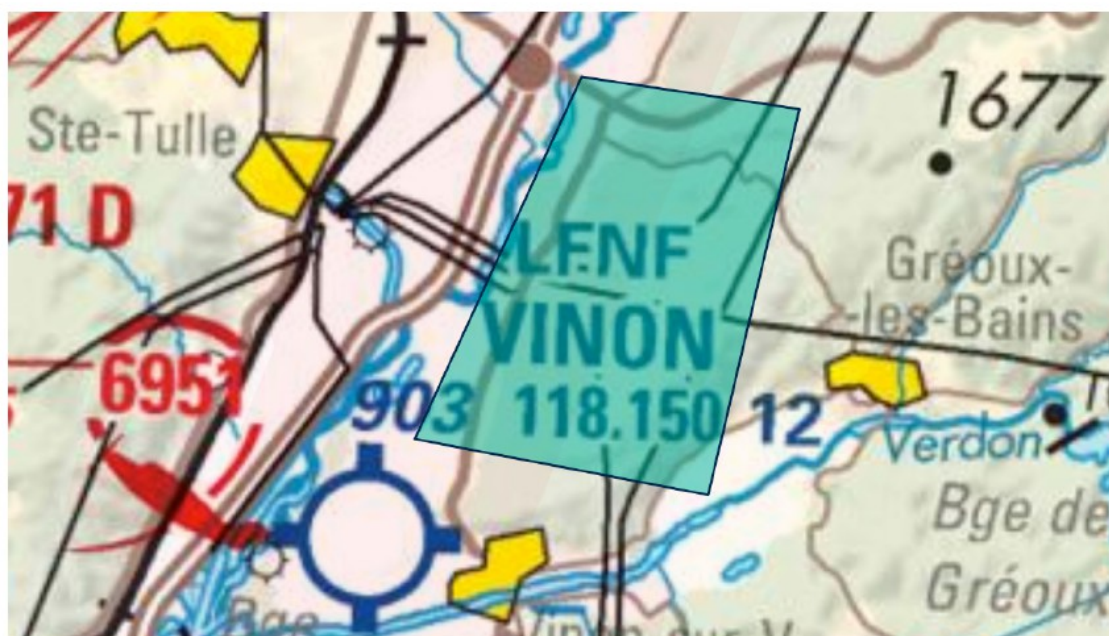 1677
Ste-Tulle
71 D
LFNF
Gréoux-
-les-Bains
VINON
6951
903
118.150
12
Verdon
Bge de
Gréoux